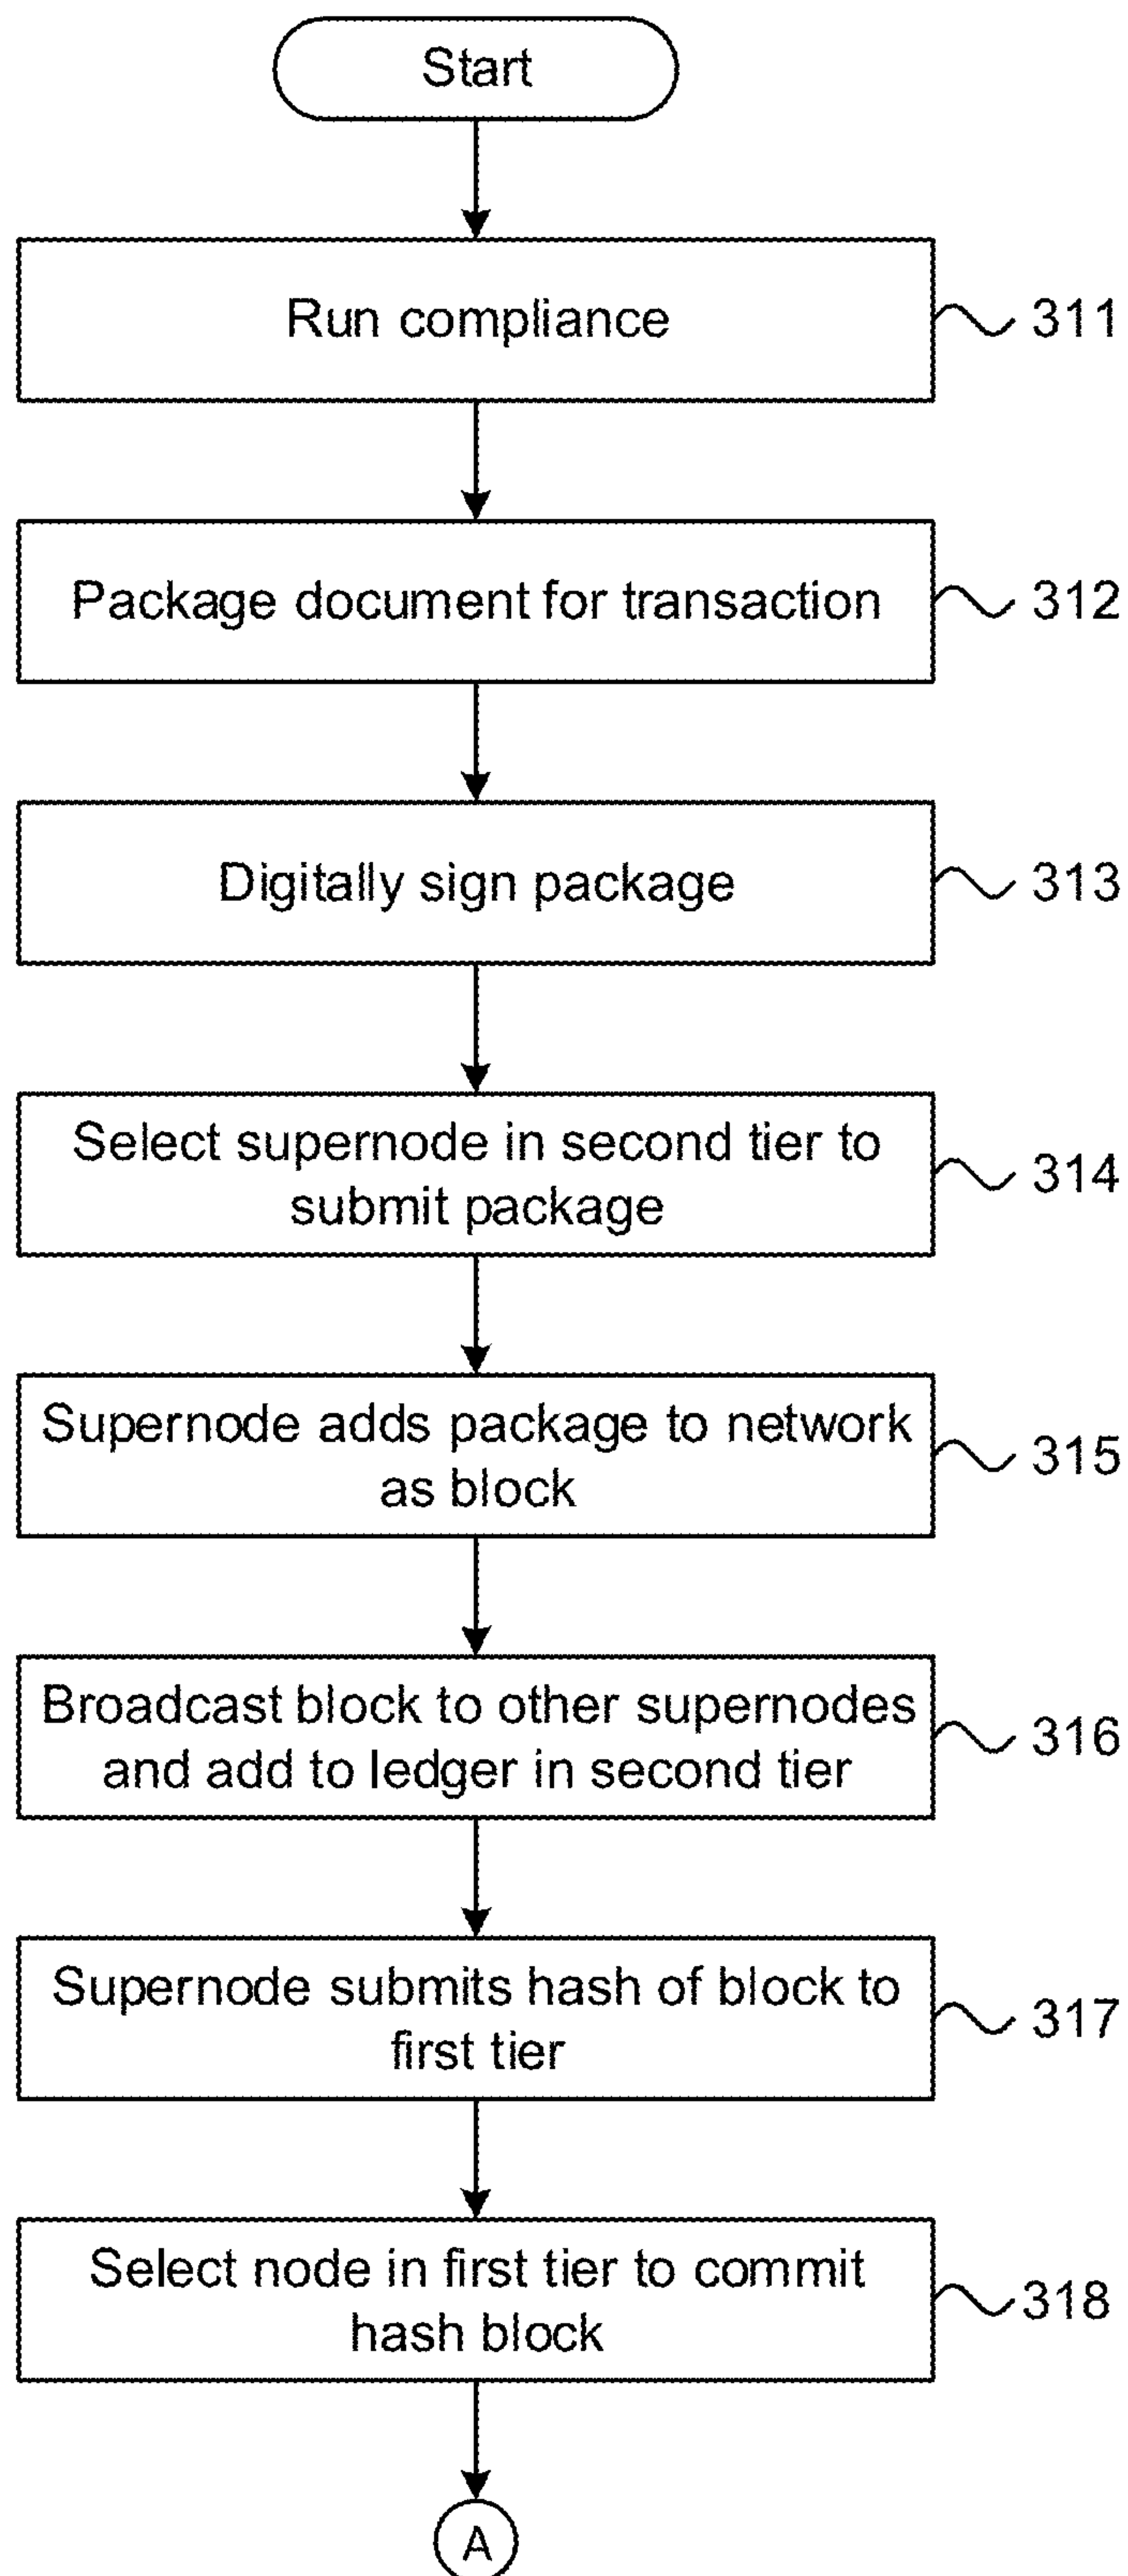 Start
Run compliance
311
Package document for transaction
312
Digitally sign package
313
Select supernode in second tier to
submit package
314
Supernode adds package to network
as block
315
Broadcast block to other supernodes
and add to ledger in second tier
316
Supernode submits hash of block to
first tier
317
Select node in first tier to commit
hash block
318
A